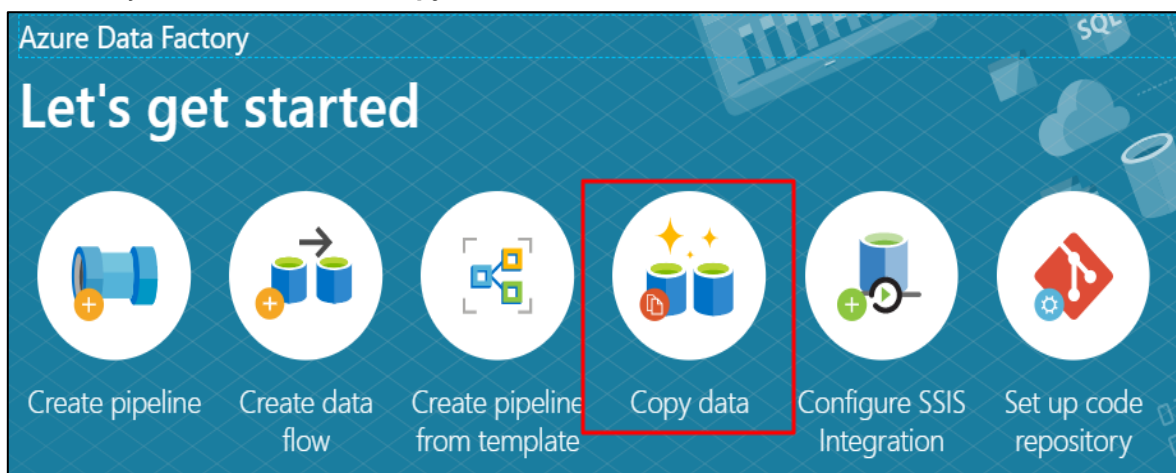 Azure Data Factory
SQL
Let's get started
Create pipeline
Create data
flow
Create pipeline
from template
Copy data
Configure SSIS
Integration
Set up code
repository